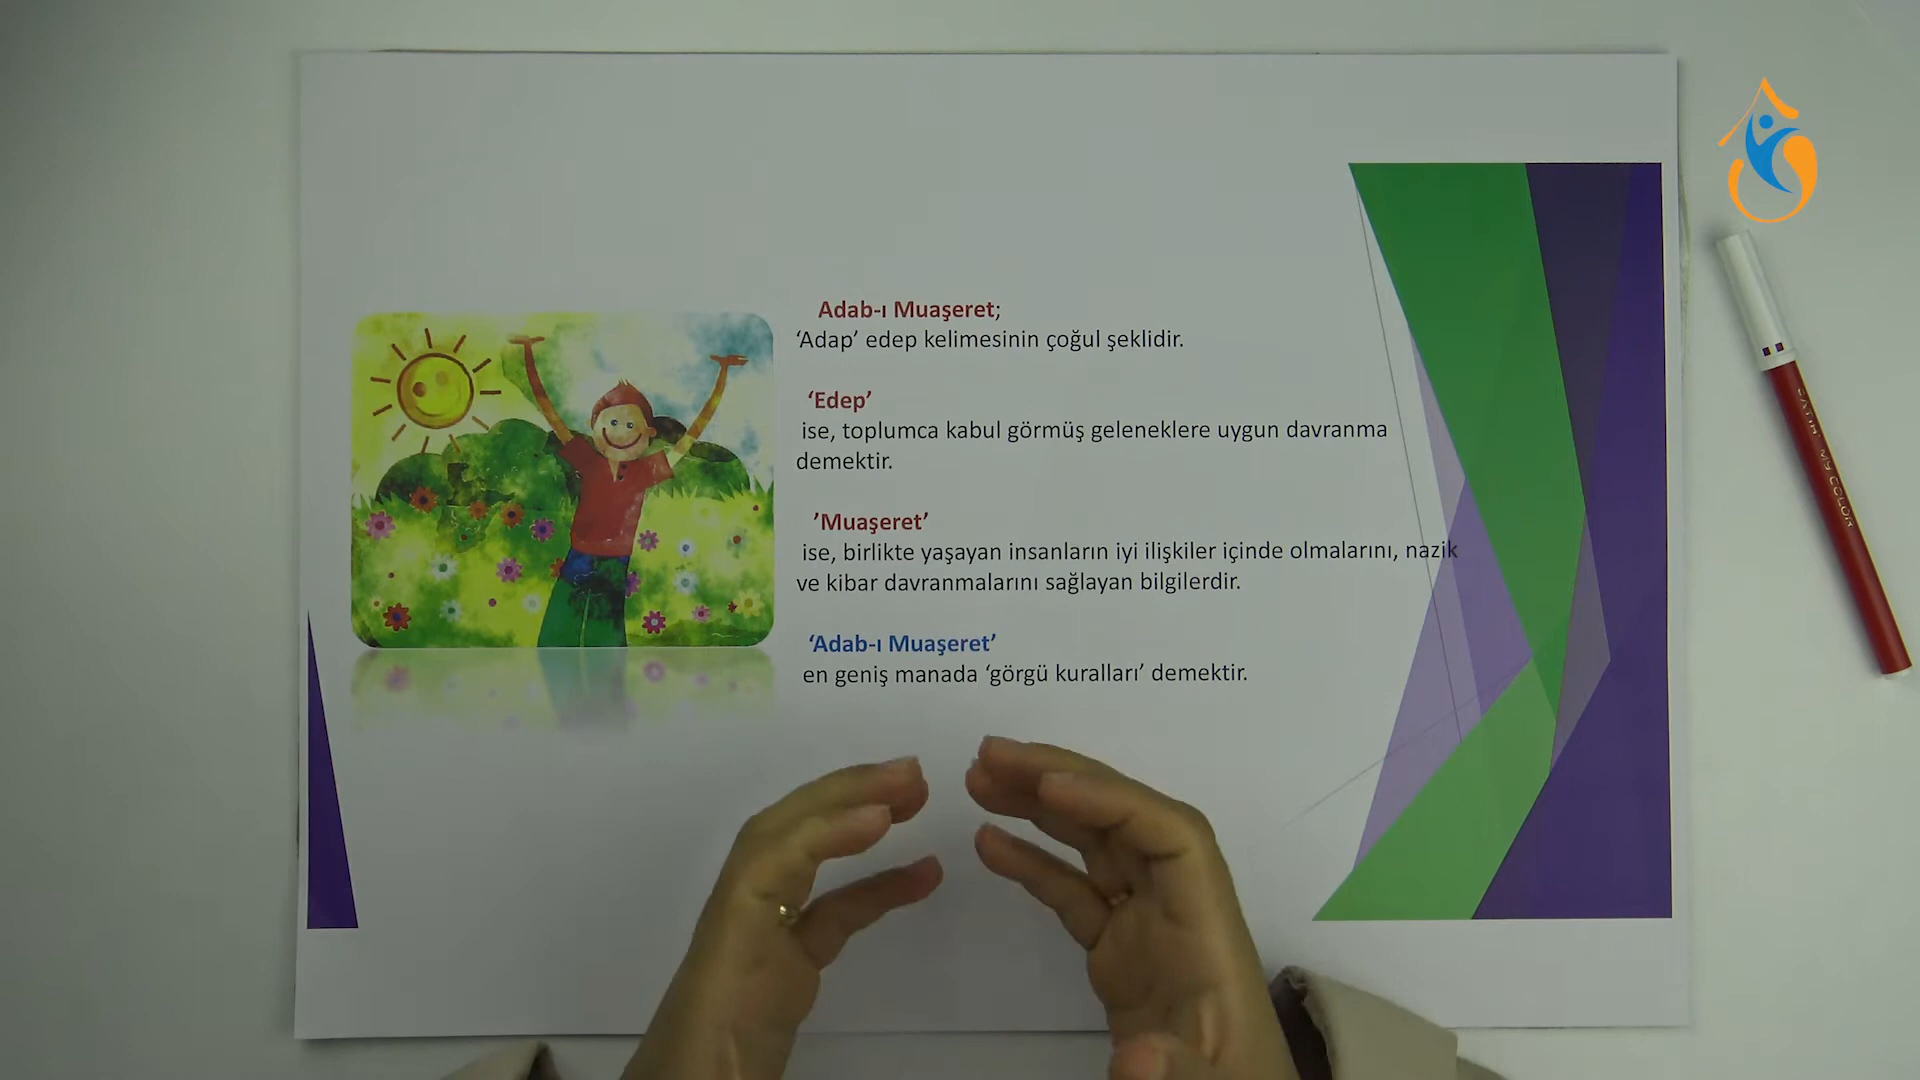 Adab-ı Muaşeret;
‘Adap’ edep kelimesinin çoğul şeklidir.
‘Edep’
ise, toplumca kabul görmüş geleneklere uygun davranma
demektir.
’Muaşeret’
ise, birlikte yaşayan insanların iyi ilişkiler içinde olmalarını, nazik
ve kibar davranmalarını sağlayan bilgilerdir.
‘Adab-ı Muaşeret’
en geniş manada ‘görgü kuralları’ demektir.
MY COLOR